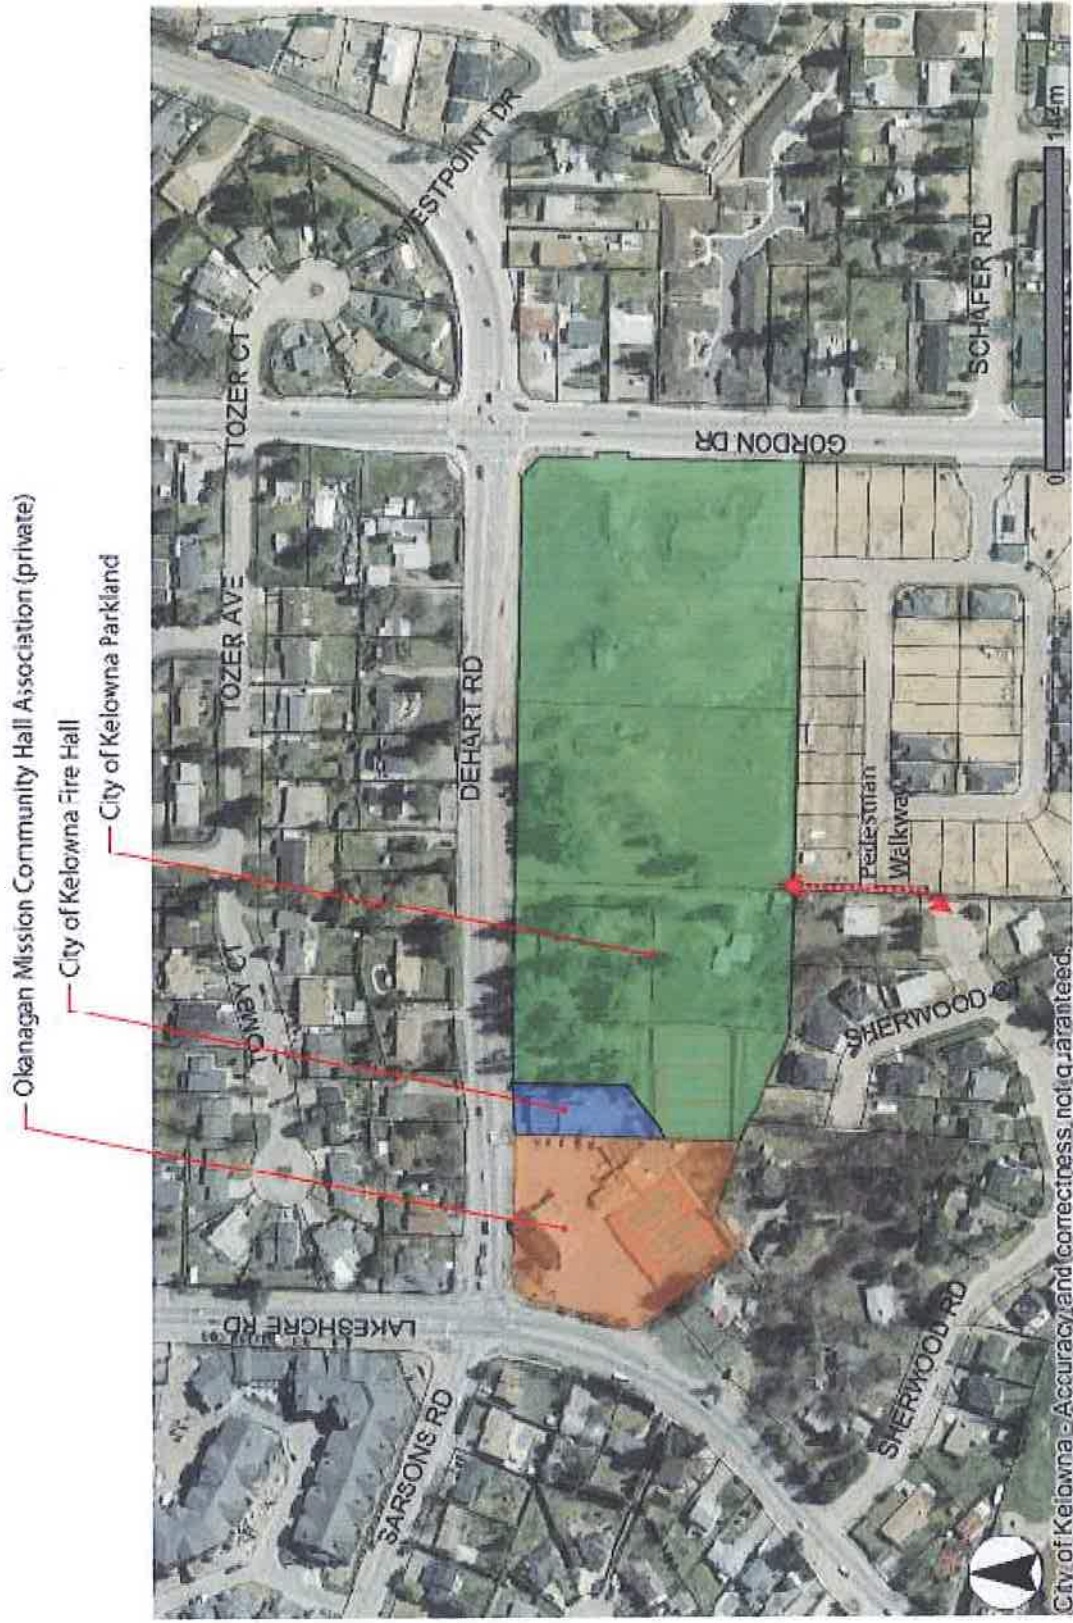 Okanagan Mission Community Hall Association (private)
City of Kelowna Fire Hall
City of Kelowna Parkland
TOZER CT
WESTPOINT DR
TOZER AVE
TOMBY CT
LAKESHORE RD
DEHART RD
GORDON DR
SARSONS RD
SCHAFER RD
Pedestrian
Walkway
SHERWOOD CT
SHERWOOD RD
0
144m
City of Kelowna - Accuracy and correctness not guaranteed.